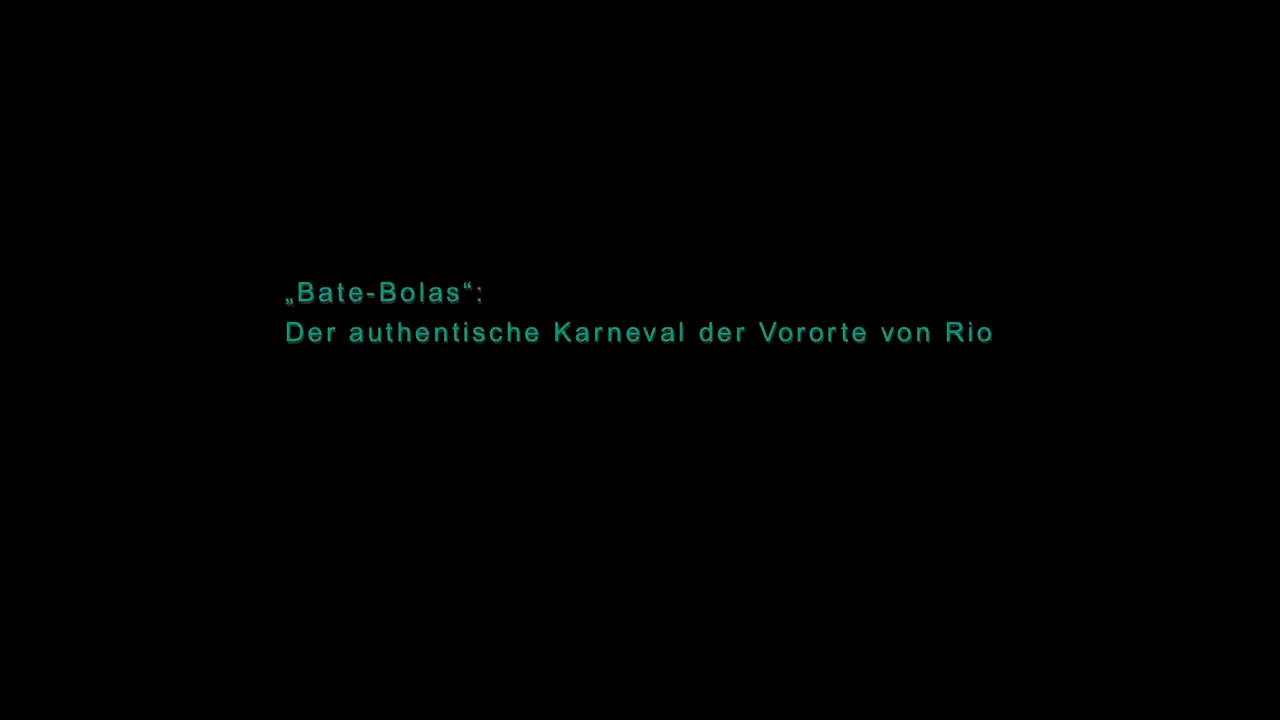 „Bate-Bolas“:
Der authentische Karneval der Vororte von Rio